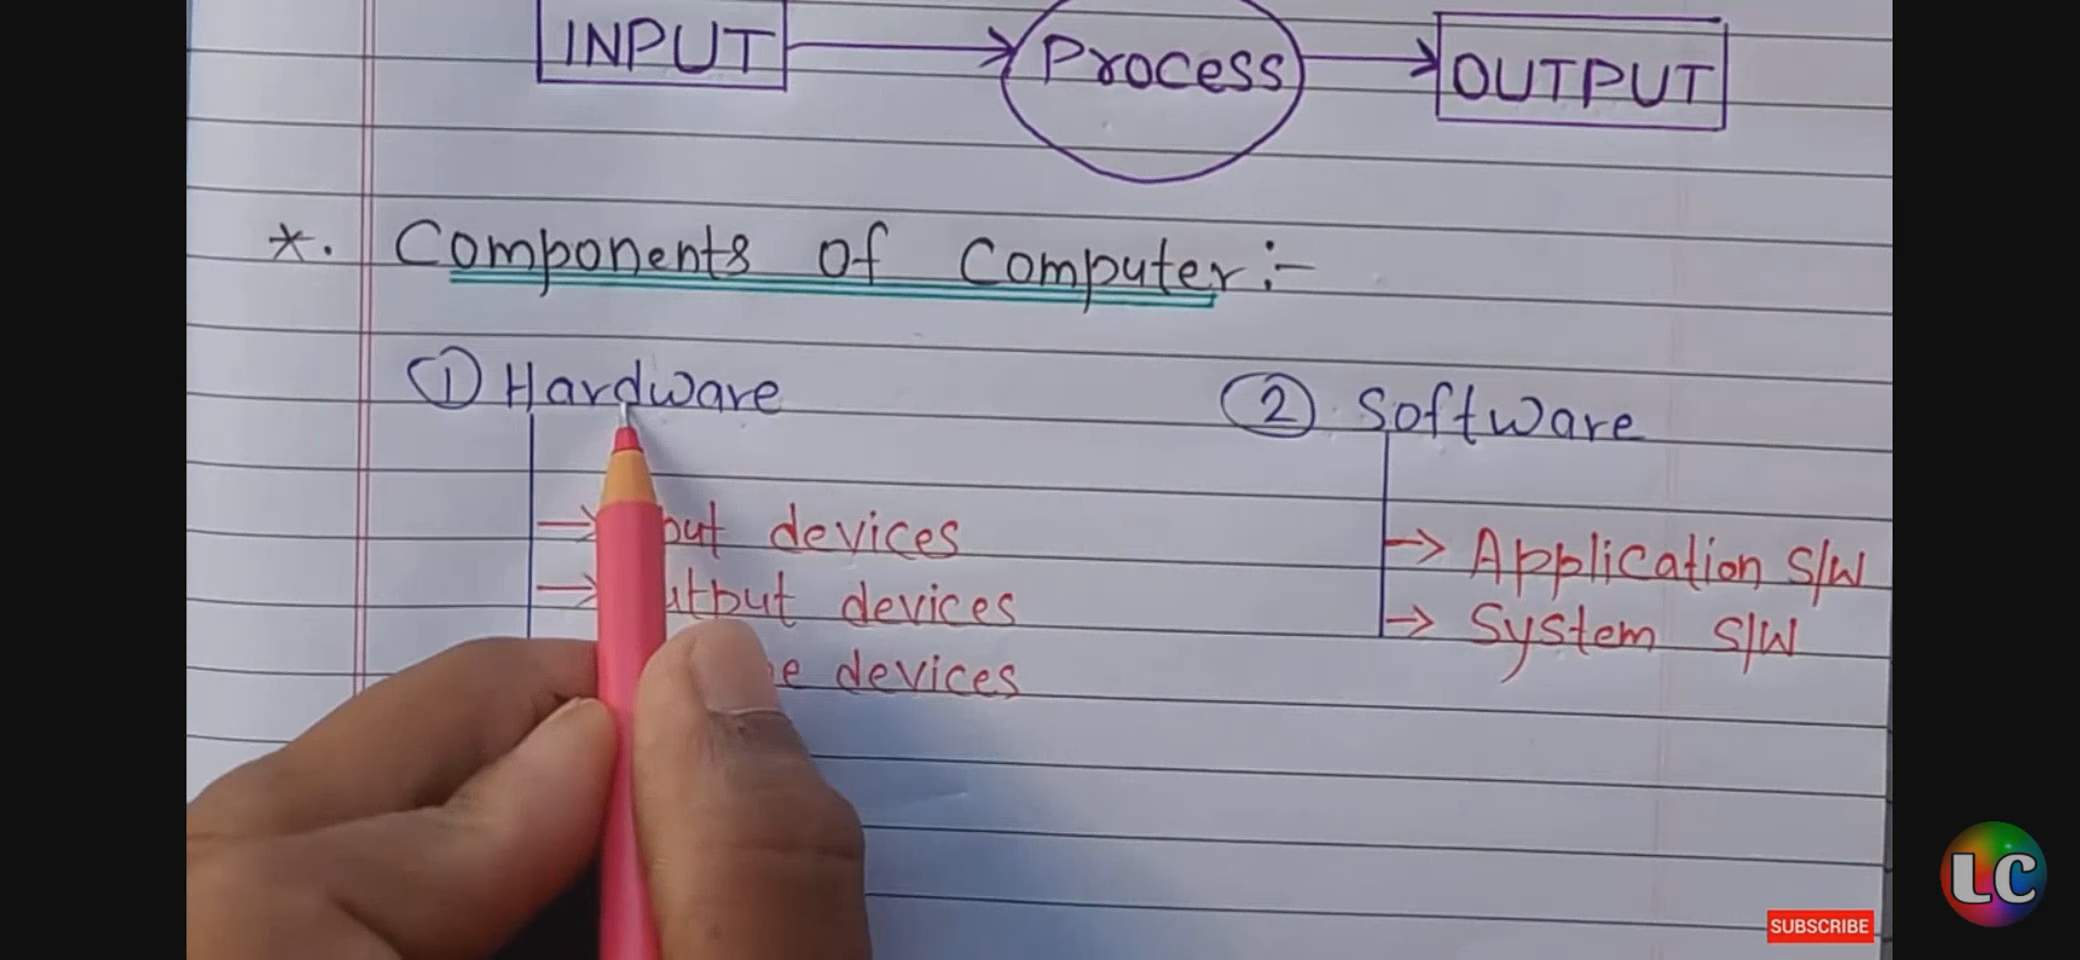 INPUT → Process → OUTPUT
*. Components of Computer :-
① Hardware
→ devices
→ devices
devices
② Software
→ Application S/W
→ System S/W
LC
SUBSCRIBE